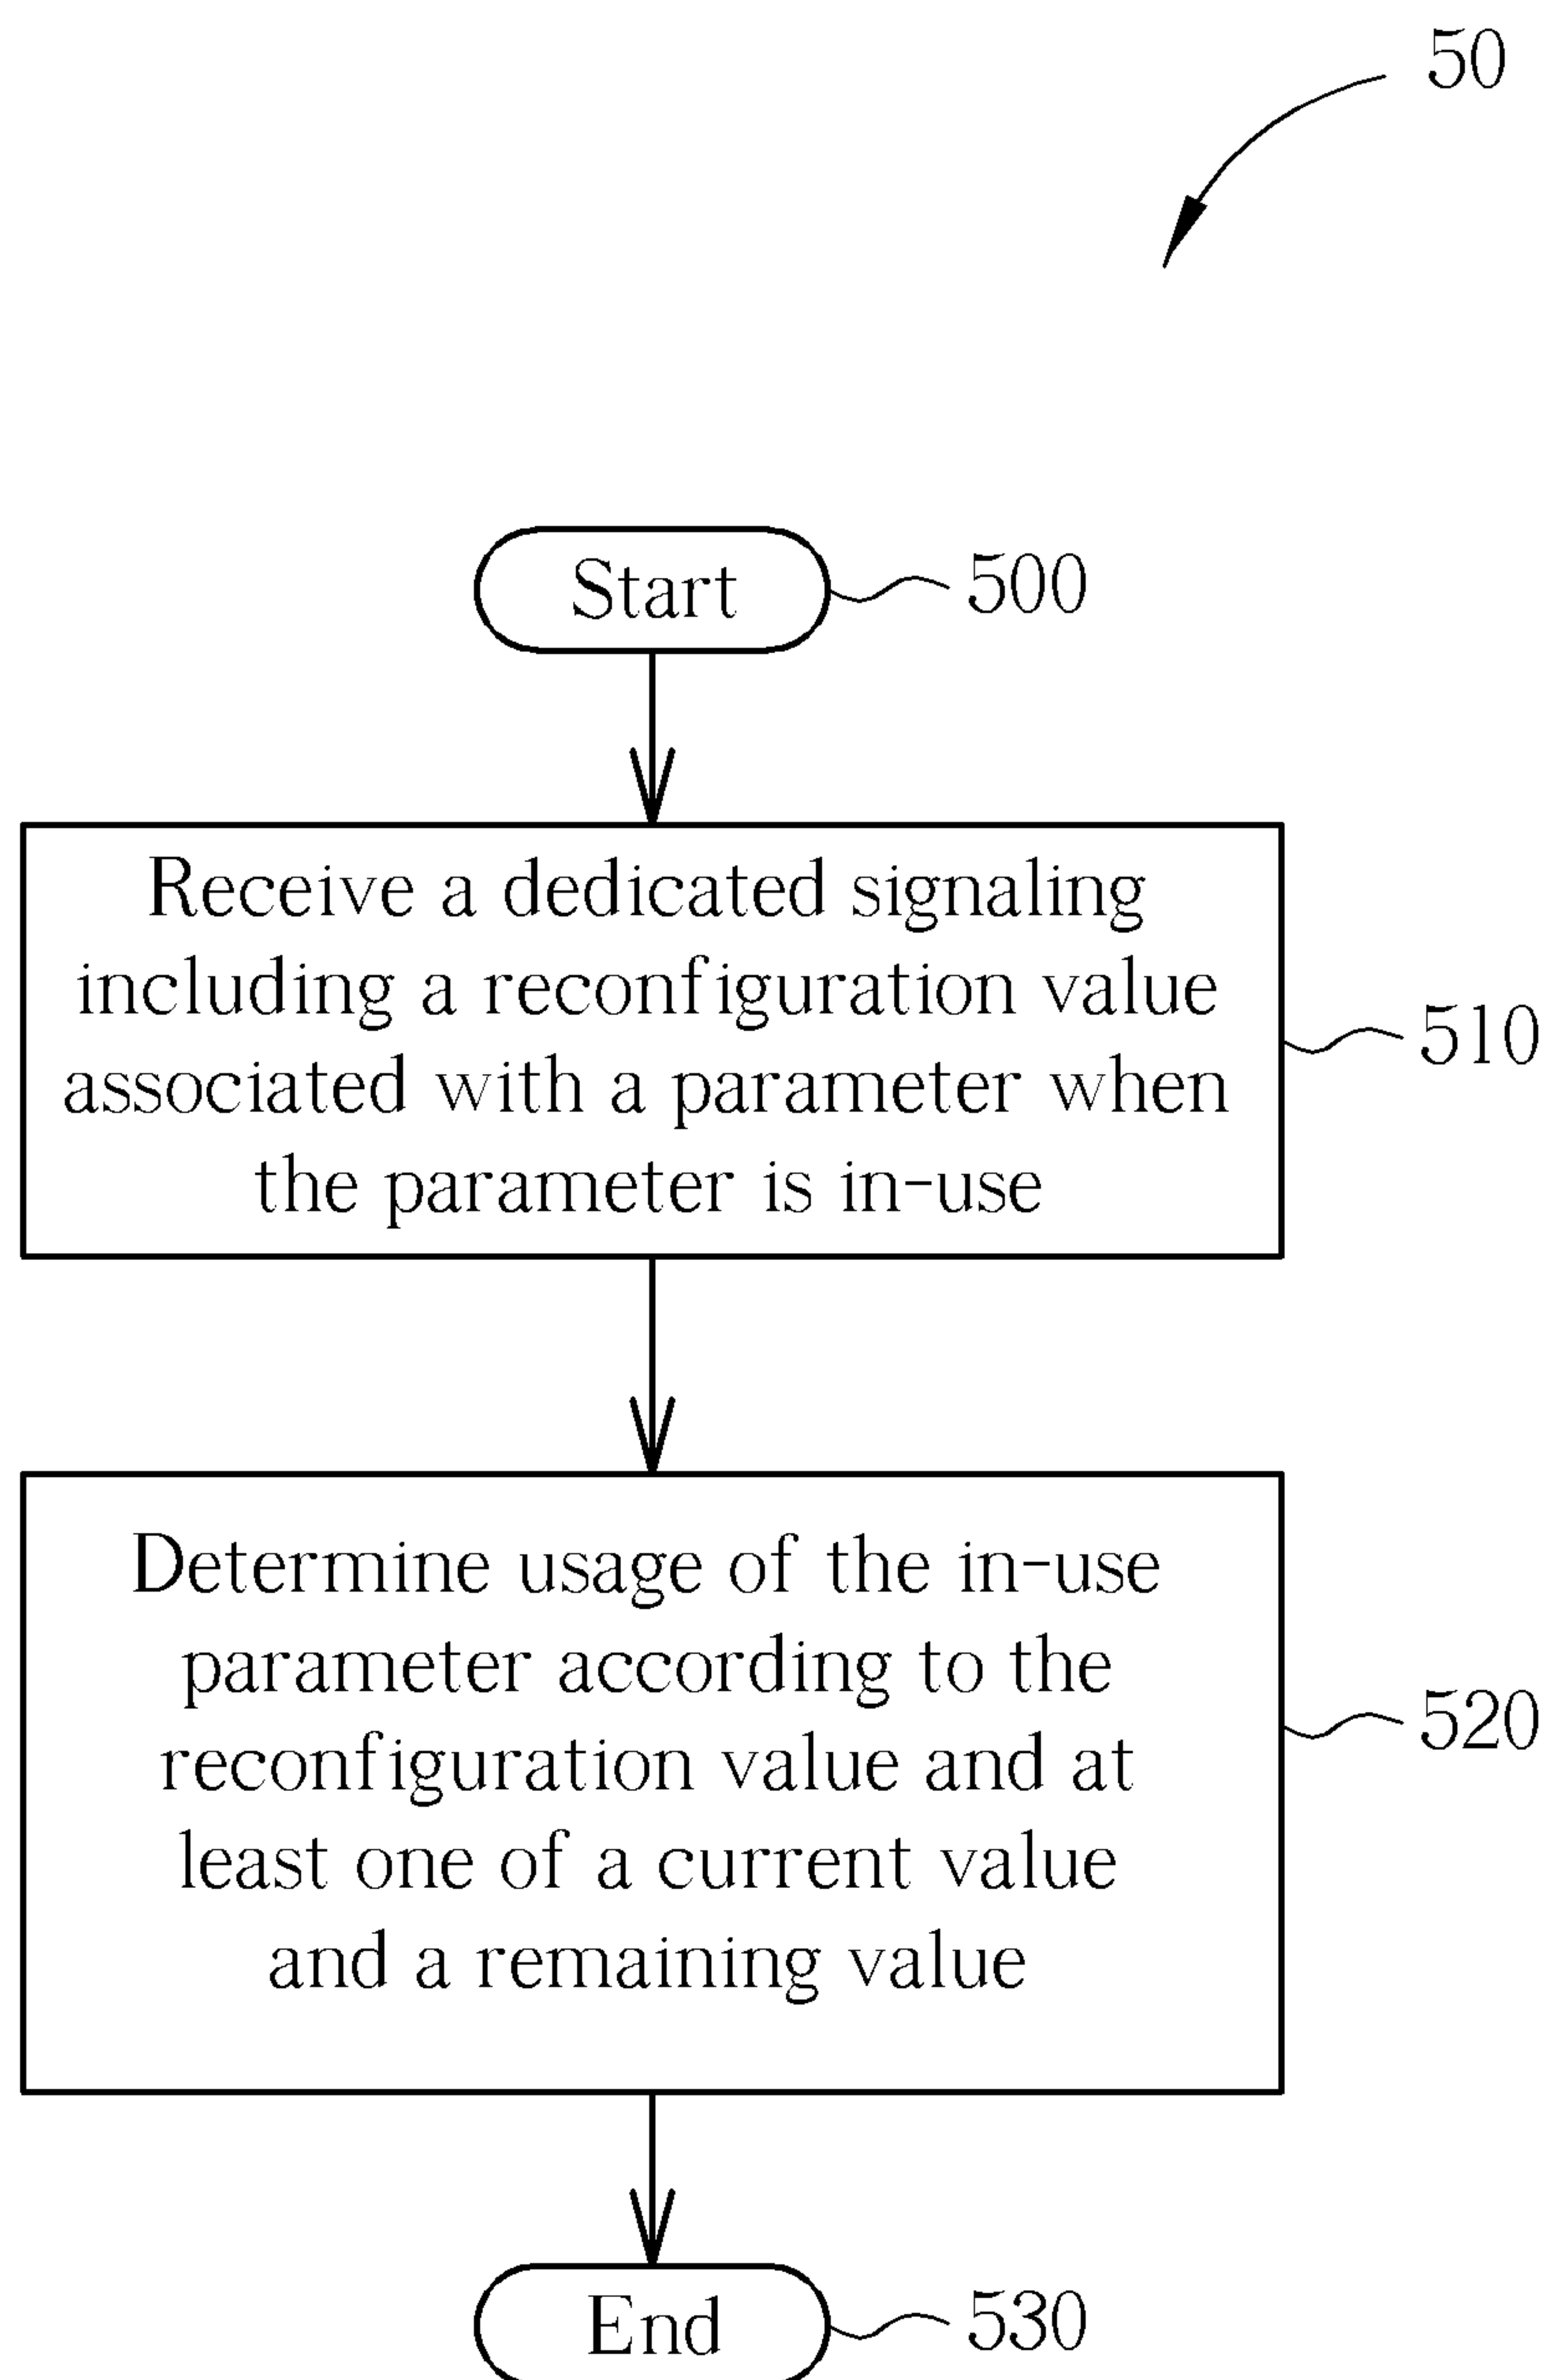 50
Start
500
Receive a dedicated signaling
including a reconfiguration value
associated with a parameter when
the parameter is in-use
510
Determine usage of the in-use
parameter according to the
reconfiguration value and at
least one of a current value
and a remaining value
520
End
530